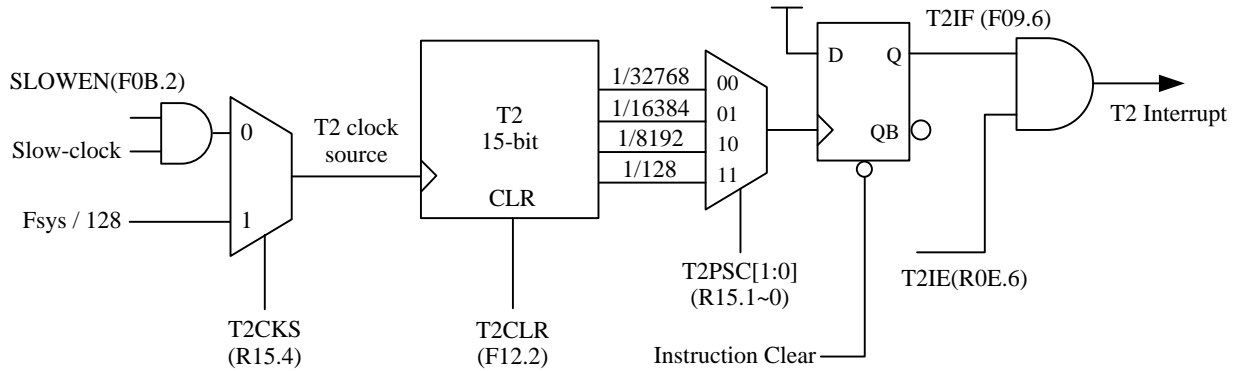 SLOWEN(F0B.2)
Slow-clock
Fsys / 128
0
1
T2CKS
(R15.4)
T2 clock
source
T2
15-bit
CLR
T2CLR
(F12.2)
1/32768
1/16384
1/8192
1/128
00
01
10
11
T2PSC[1:0]
(R15.1~0)
D
Q
QB
Instruction Clear
T2IF (F09.6)
T2IE(R0E.6)
T2 Interrupt